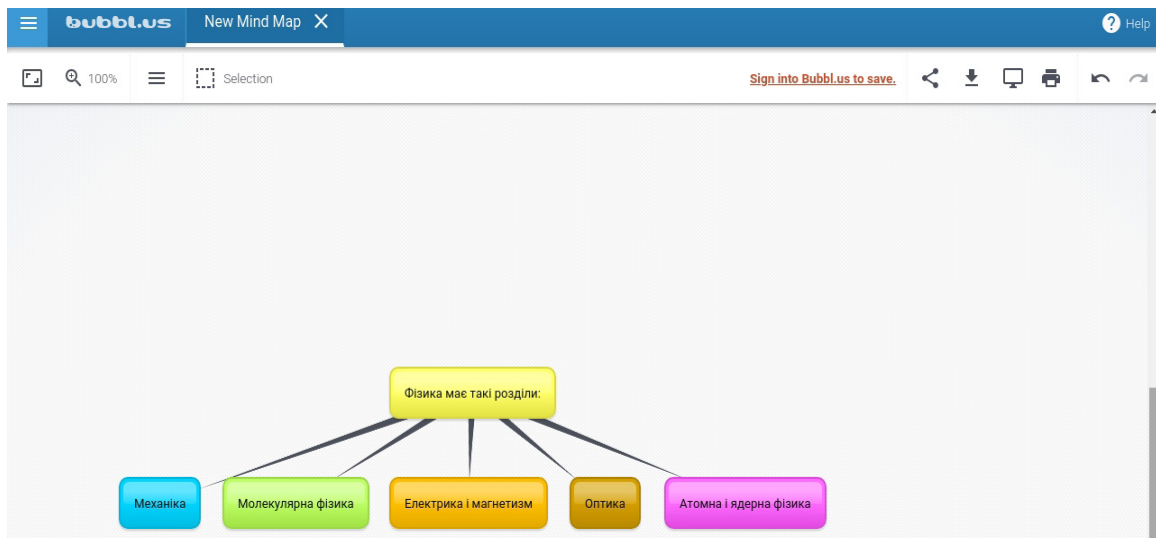 bubbl.us
New Mind Map
Help
100%
Selection
Sign into Bubbl.us to save.
Фізика має такі розділи:
Механіка
Молекулярна фізика
Електрика і магнетизм
Оптика
Атомна і ядерна фізика